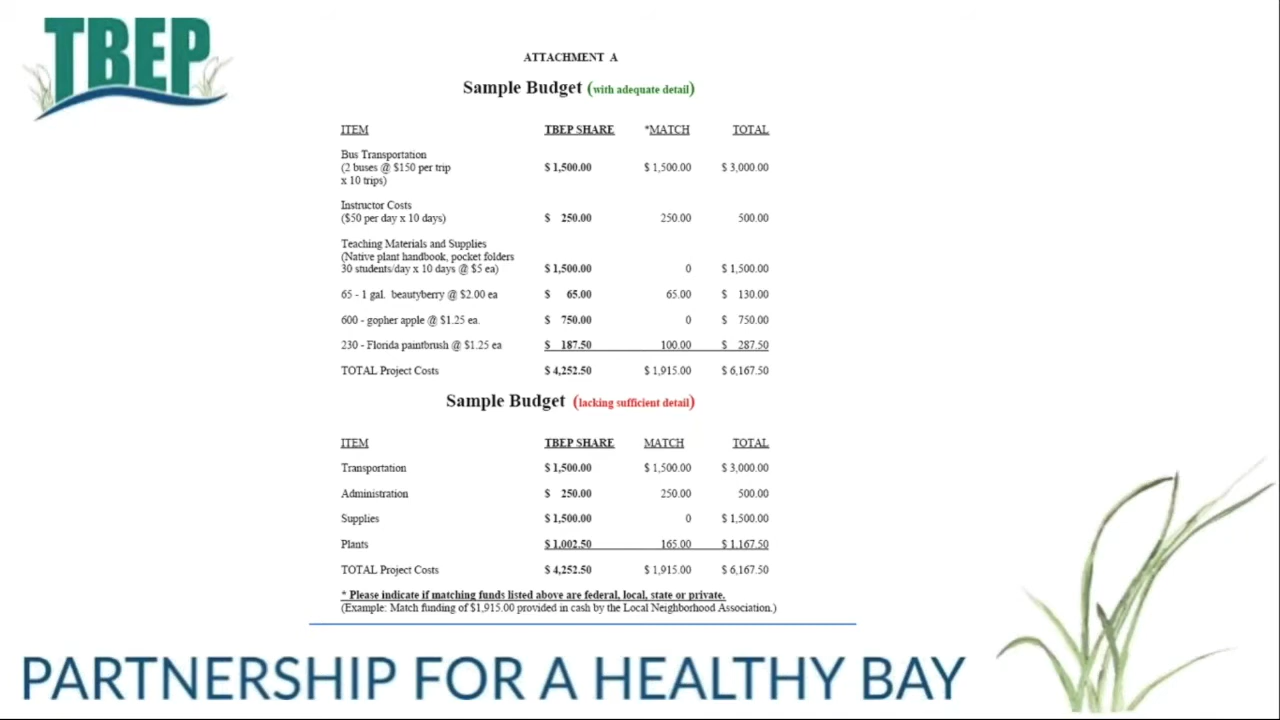 TBEP
ATTACHMENT A
Sample Budget (with adequate detail)
ITEM TBEP SHARE *MATCH TOTAL
Bus Transportation
(2 buses @ $150 per trip $ 1,500.00 $ 1,500.00 $ 3,000.00
x 10 trips)
Instructor Costs
($50 per day x 10 days) $ 250.00 250.00 500.00
Teaching Materials and Supplies
(Native plant handbook, pocket folders
30 students/day x 10 days @ $5 ea) $ 1,500.00 0 $ 1,500.00
65 - 1 gal. beautyberry @ $2.00 ea $ 65.00 65.00 $ 130.00
600 - gopher apple @ $1.25 ea. $ 750.00 0 $ 750.00
230 - Florida paintbrush @ $1.25 ea $ 187.50 100.00 $ 287.50
TOTAL Project Costs $ 4,252.50 $ 1,915.00 $ 6,167.50
Sample Budget (lacking sufficient detail)
ITEM TBEP SHARE MATCH TOTAL
Transportation $ 1,500.00 $ 1,500.00 $ 3,000.00
Administration $ 250.00 250.00 500.00
Supplies $ 1,500.00 0 $ 1,500.00
Plants $ 1,002.50 165.00 $ 1,167.50
TOTAL Project Costs $ 4,252.50 $ 1,915.00 $ 6,167.50
* Please indicate if matching funds listed above are federal, local, state or private.
(Example: Match funding of $1,915.00 provided in cash by the Local Neighborhood Association.)
PARTNERSHIP FOR A HEALTHY BAY